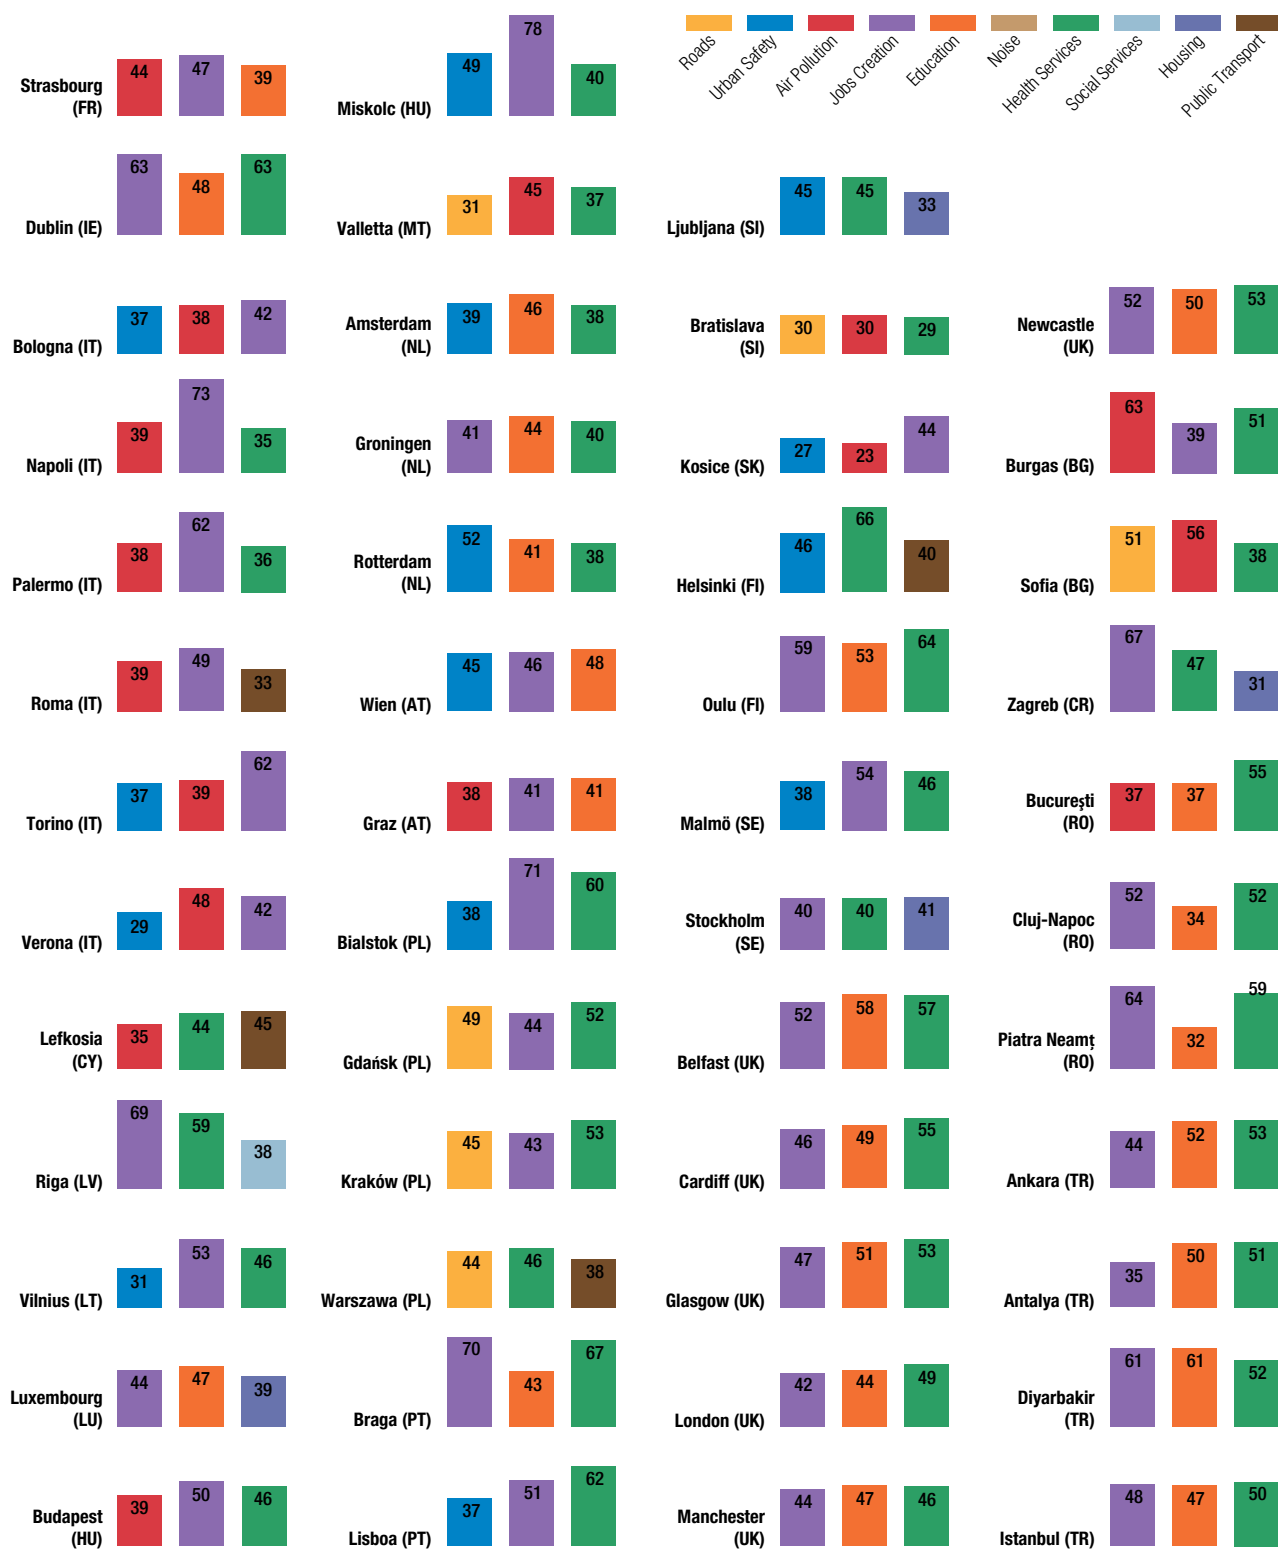 Roads
Urban Safety
Air Pollution
Jobs Creation
Education
Noise
Health Services
Social Services
Housing
Public Transport
44 47 39
Strasbourg
(FR)
63 48 63
Dublin (IE)
37 38 42
Bologna (IT)
39 73 35
Napoli (IT)
38 62 36
Palermo (IT)
39 49 33
Roma (IT)
37 39 62
Torino (IT)
29 48 42
Verona (IT)
35 44 45
Lefkosia
(CY)
69 59 38
Riga (LV)
31 53 46
Vilnius (LT)
44 47 39
Luxembourg
(LU)
39 50 46
Budapest
(HU)
49 78 40
Miskolc (HU)
31 45 37
Valletta (MT)
39 46 38
Amsterdam
(NL)
41 44 40
Groningen
(NL)
52 41 38
Rotterdam
(NL)
45 46 48
Wien (AT)
38 41 41
Graz (AT)
38 71 60
Bialstok (PL)
49 44 52
Gdańsk (PL)
45 43 53
Kraków (PL)
44 46 38
Warszawa (PL)
70 43 67
Braga (PT)
37 51 62
Lisboa (PT)
45 45 33
Ljubljana (SI)
30 30 29
Bratislava
(SI)
27 23 44
Kosice (SK)
46 66 40
Helsinki (FI)
59 53 64
Oulu (FI)
38 54 46
Malmö (SE)
40 40 41
Stockholm
(SE)
52 58 57
Belfast (UK)
46 49 55
Cardiff (UK)
47 51 53
Glasgow (UK)
42 44 49
London (UK)
44 47 46
Manchester
(UK)
52 50 53
Newcastle
(UK)
63 39 51
Burgas (BG)
51 56 38
Sofia (BG)
67 47 31
Zagreb (CR)
37 37 55
Bucureşti
(RO)
52 34 52
Cluj-Napoc
(RO)
64 32 59
Piatra Neamţ
(RO)
44 52 53
Ankara (TR)
35 50 51
Antalya (TR)
61 61 52
Diyarbakir
(TR)
48 47 50
Istanbul (TR)